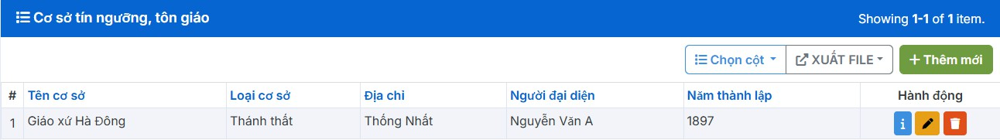 Cơ sở tín ngưỡng, tôn giáo
Showing 1-1 of 1 item.
Chọn cột
XUẤT FILE
Thêm mới
# Tên cơ sở Loại cơ sở Địa chỉ Người đại diện Năm thành lập Hành động
1 Giáo xứ Hà Đông Thánh thất Thống Nhất Nguyễn Văn A 1897